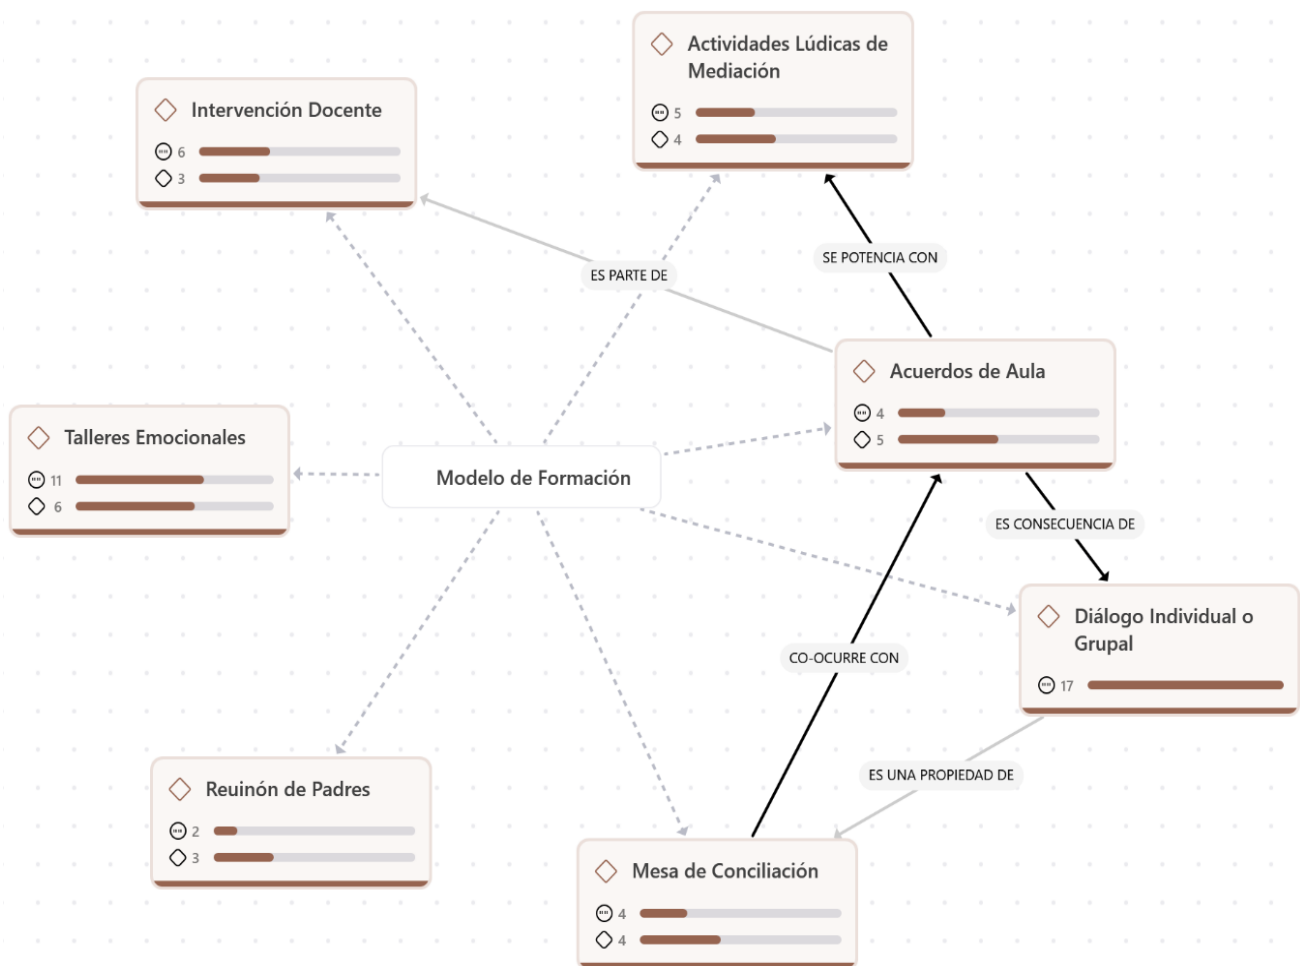 Actividades Lúdicas de
Mediación
5
4
Intervención Docente
6
3
SE POTENCIA CON
ES PARTE DE
Acuerdos de Aula
4
5
Talleres Emocionales
11
6
Modelo de Formación
ES CONSECUENCIA DE
Diálogo Individual o
Grupal
17
CO-OCURRE CON
ES UNA PROPIEDAD DE
Reuinón de Padres
2
3
Mesa de Conciliación
4
4